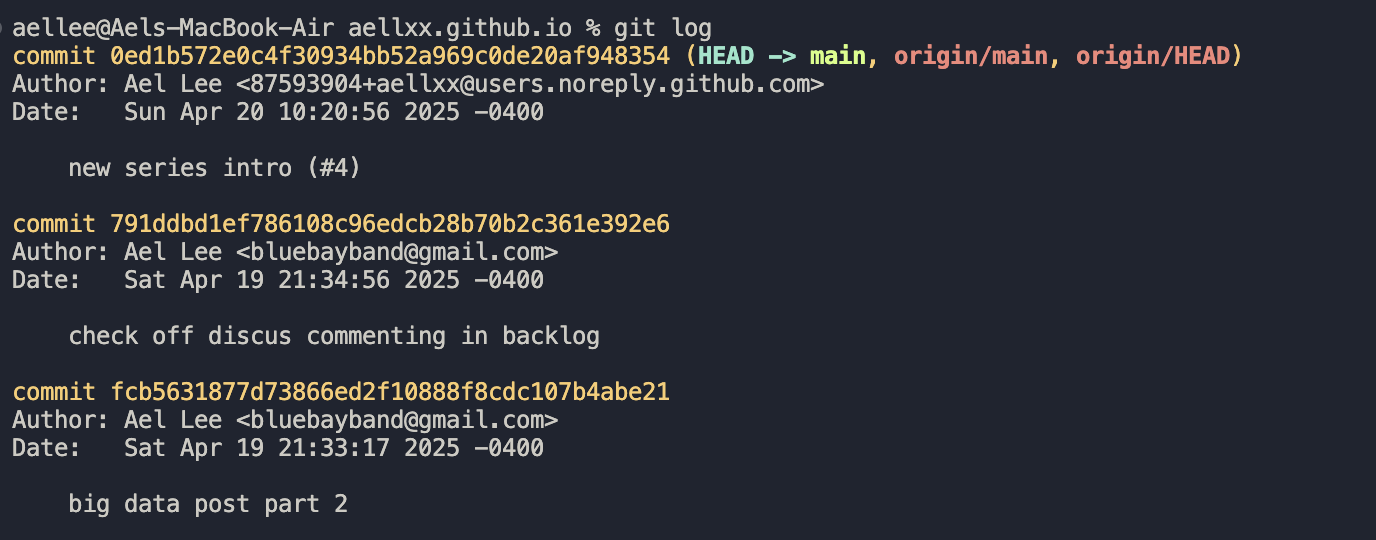 aellee@Aels-MacBook-Air aellxx.github.io % git log
commit 0ed1b572e0c4f30934bb52a969c0de20af948354 (HEAD -> main, origin/main, origin/HEAD)
Author: Ael Lee <87593904+aellxx@users.noreply.github.com>
Date:   Sun Apr 20 10:20:56 2025 -0400
    new series intro (#4)
commit 791ddbd1ef786108c96edcb28b70b2c361e392e6
Author: Ael Lee <bluebayband@gmail.com>
Date:   Sat Apr 19 21:34:56 2025 -0400
    check off discus commenting in backlog
commit fcb5631877d73866ed2f10888f8cdc107b4abe21
Author: Ael Lee <bluebayband@gmail.com>
Date:   Sat Apr 19 21:33:17 2025 -0400
    big data post part 2